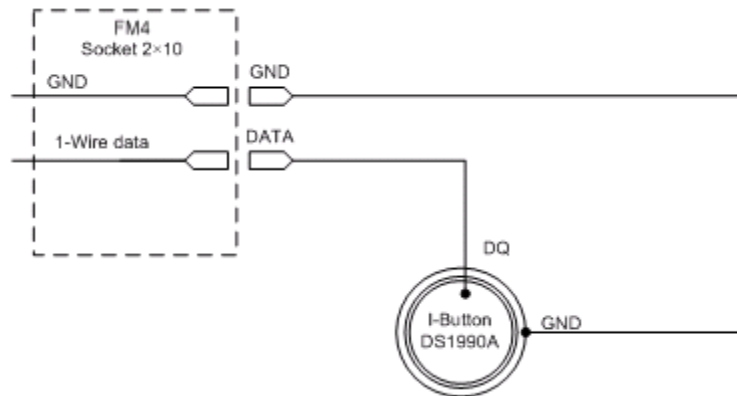 FM4
Socket 2×10
GND
GND
1-Wire data
DATA
DQ
I-Button
DS1990A
GND